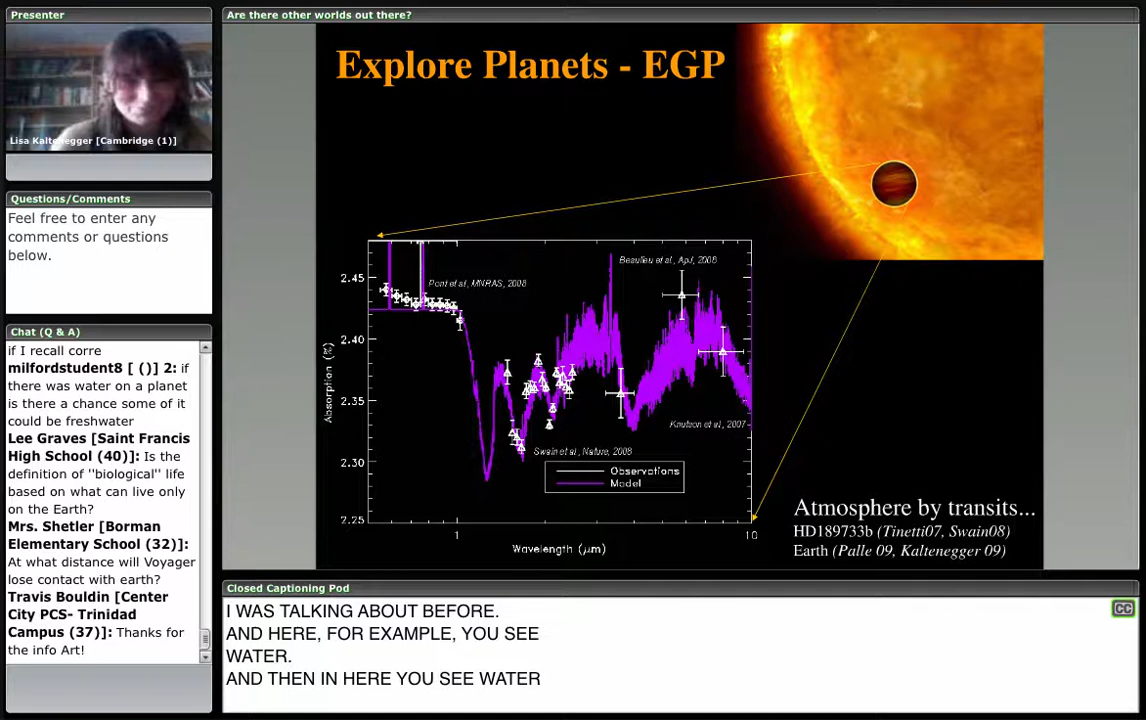 Presenter
Lisa Kaltenegger [Cambridge (1)]
Questions/Comments
Feel free to enter any
comments or questions
below.
Chat (Q & A)
if I recall corre
milfordstudent8 [ ()] 2: if
there was water on a planet
is there a chance some of it
could be freshwater
Lee Graves [Saint Francis
High School (40)]: Is the
definition of "biological" life
based on what can live only
on the Earth?
Mrs. Shetler [Borman
Elementary School (32)]:
At what distance will Voyager
lose contact with earth?
Travis Bouldin [Center
City PCS- Trinidad
Campus (37)]: Thanks for
the info Art!
Are there other worlds out there?
Explore Planets - EGP
Absorption (%)
2.45
2.40
2.35
2.30
2.25
Pont et al, MNRAS, 2008
Beaulieu et al., ApJ, 2008
Knutson et al., 2007
Swain et al., Nature, 2008
Observations
Model
1
10
Wavelength (μm)
Atmosphere by transits...
HD189733b (Tinetti07, Swain08)
Earth (Palle 09, Kaltenegger 09)
Closed Captioning Pod
I WAS TALKING ABOUT BEFORE.
AND HERE, FOR EXAMPLE, YOU SEE
WATER.
AND THEN IN HERE YOU SEE WATER
CC